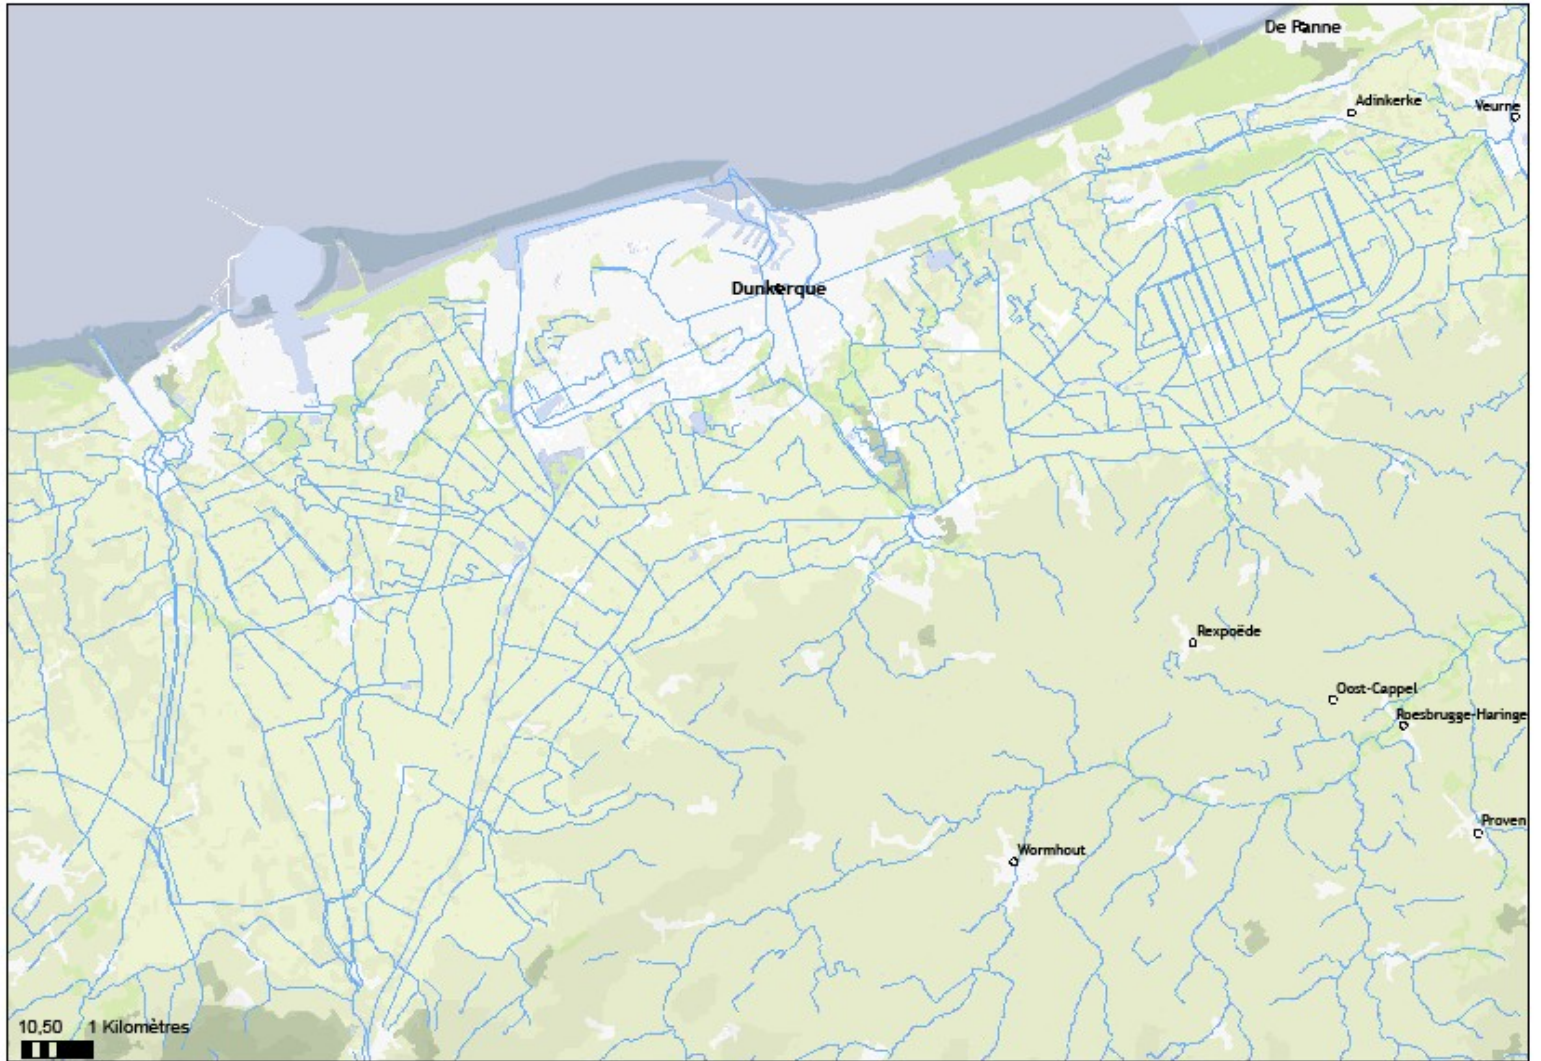 De Panne
Adinkerke
Veurne
Dunkerque
Rexpoëde
Oost-Cappel
Roesbrugge-Haringe
Proven
Wormhout
10,50 1 Kilomètres